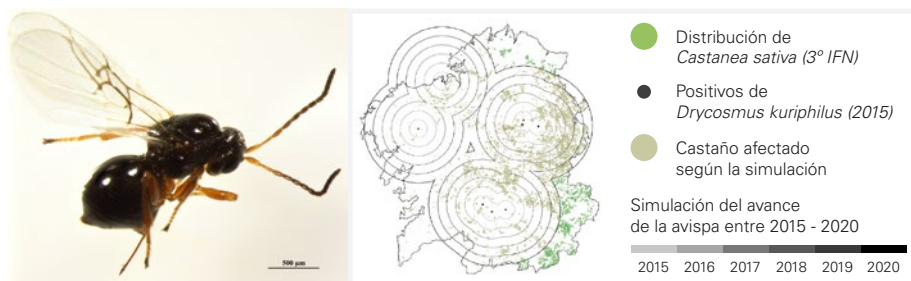 500 µm
Distribución de
Castanea sativa (3º IFN)
Positivos de
Drycosmus kuriphilus (2015)
Castaño afectado
según la simulación
Simulación del avance
de la avispa entre 2015 - 2020
2015 2016 2017 2018 2019 2020